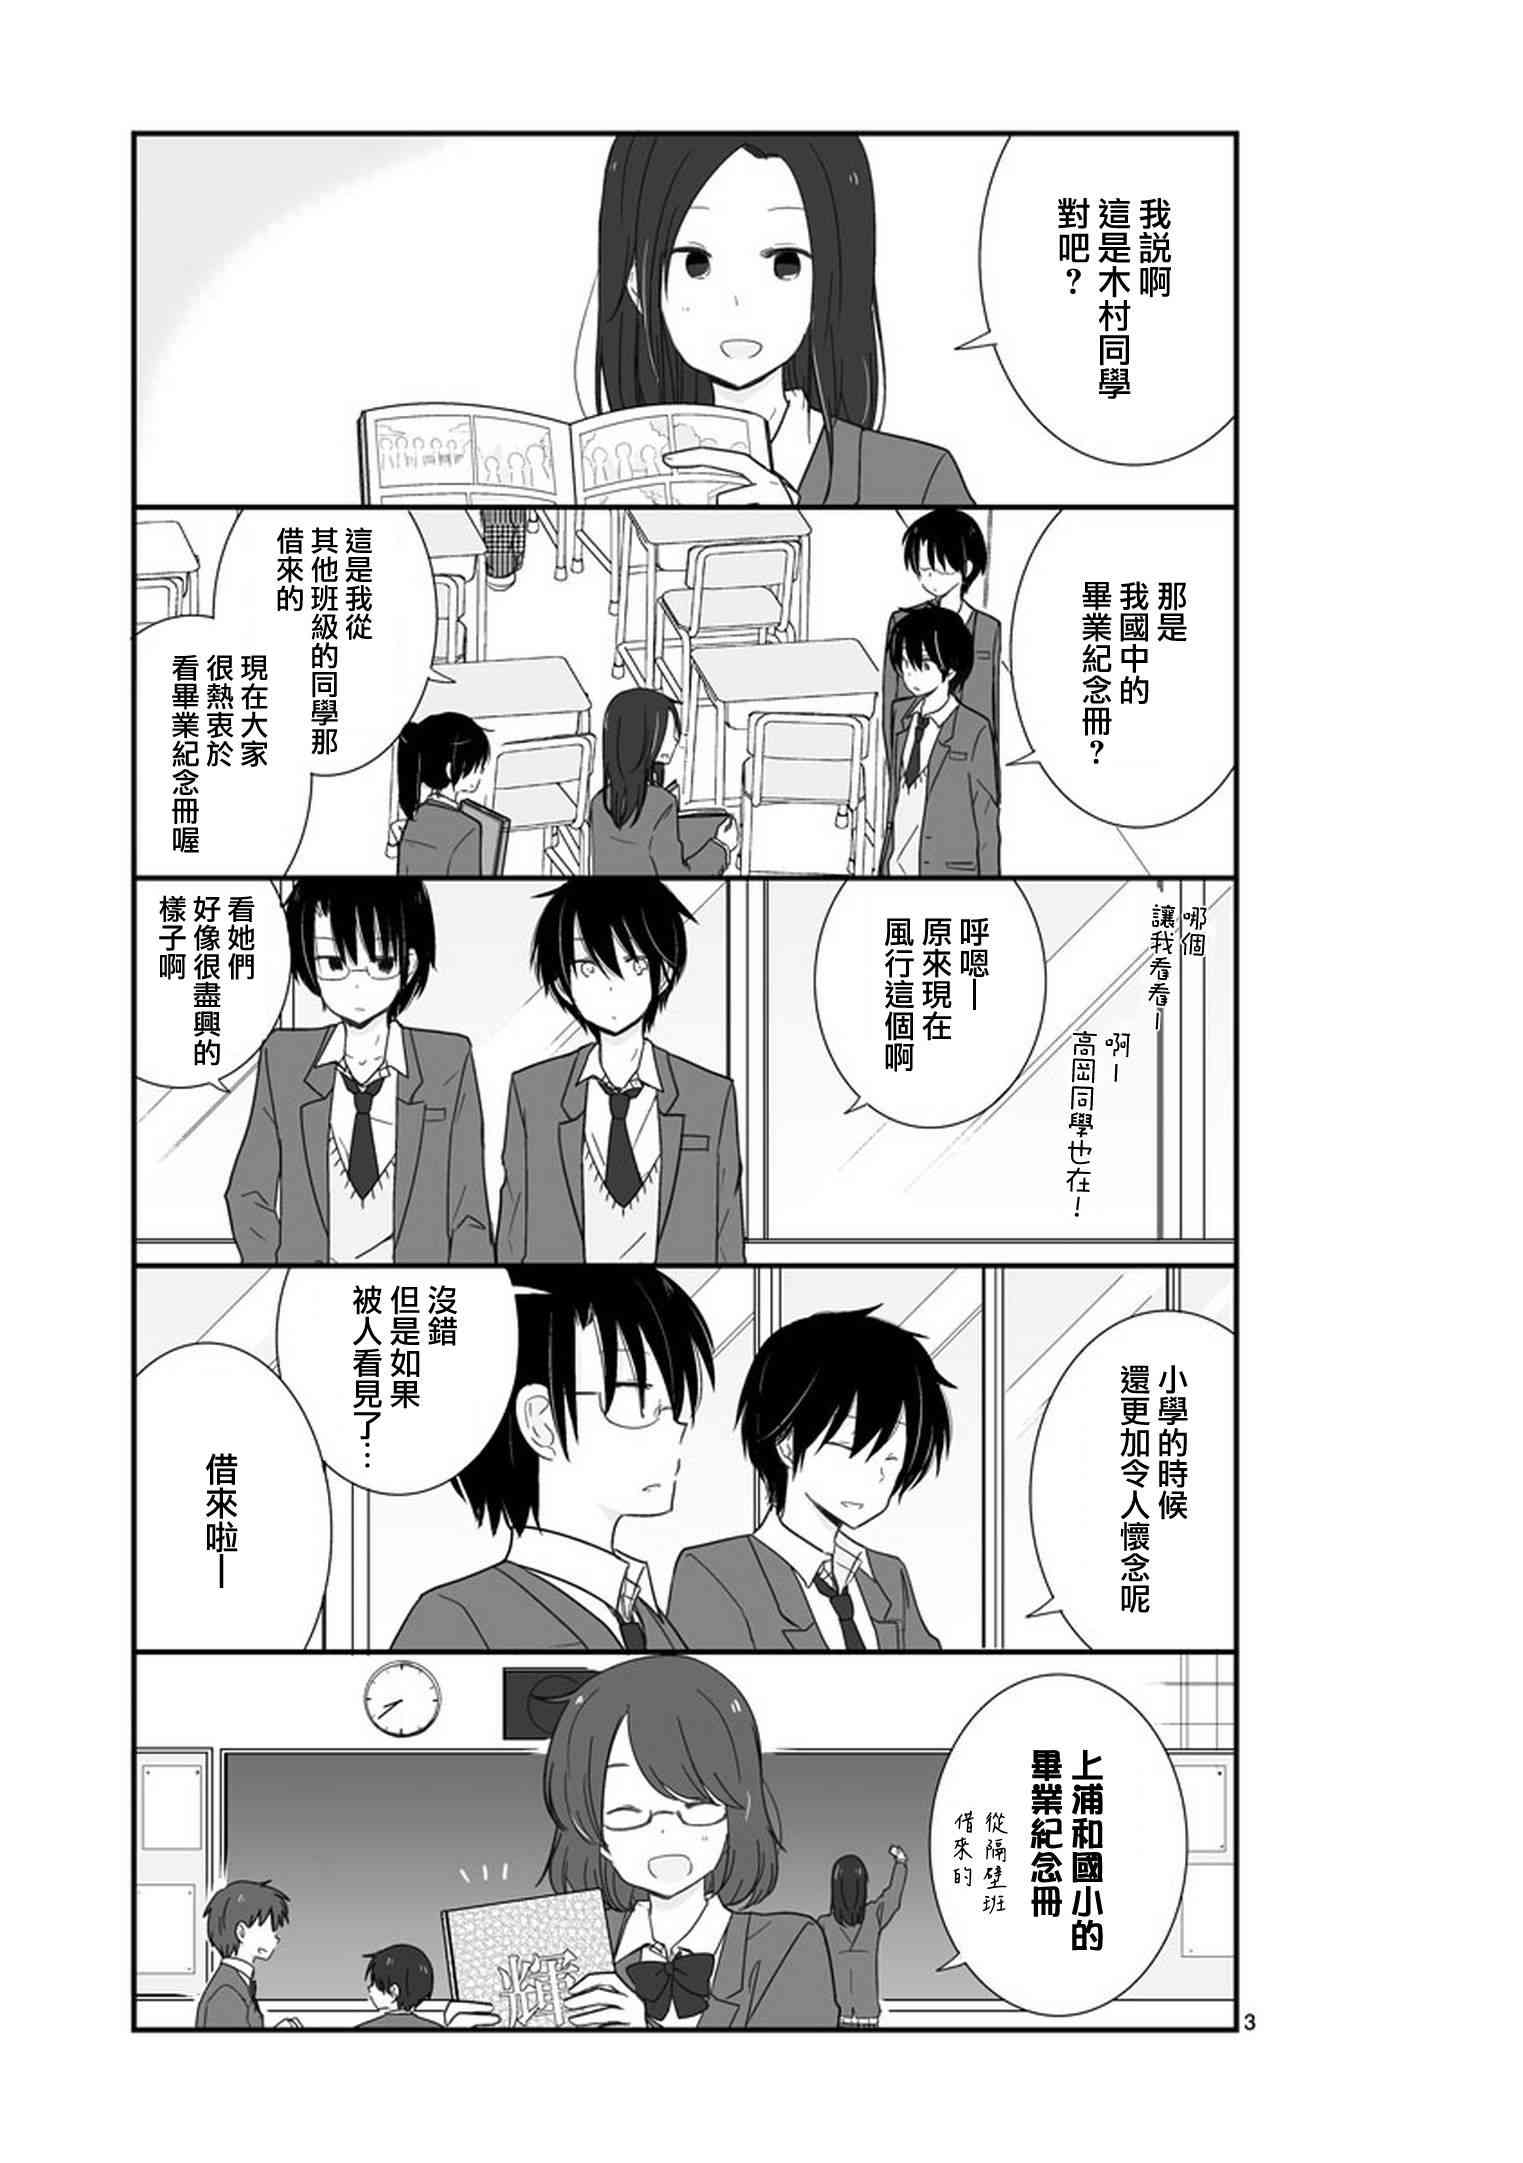 我說啊
這是木村同學
對吧？
那是
我國中的
畢業紀念冊？
這是我從
其他班級的同學那
借來的
現在大家
很熱衷於
看畢業紀念冊喔
哪個
讓我看看ー
啊ー
高岡同學也在！
呼嗯ー
原來現在
風行這個啊
看她們
好像很盡興的
樣子啊
小學的時候
還更加令人懷念呢
沒錯
但是如果
被人看見了…
借來啦ー
上浦和國小的
畢業紀念冊
從隔壁班
借來的
輝
3